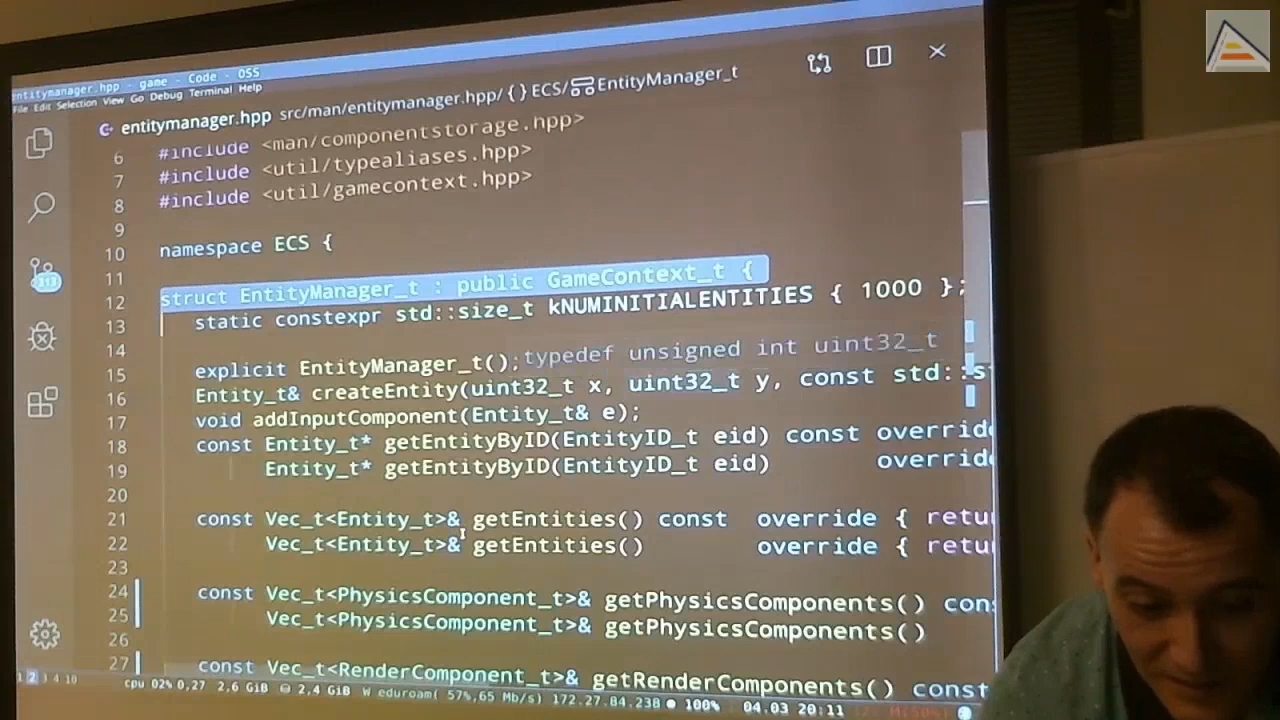 entitymanager.hpp - game - Code - OSS
File Edit Selection View Go Debug Terminal Help
entitymanager.hpp src/man/entitymanager.hpp/ { } ECS/ EntityManager_t
6 #include <man/componentstorage.hpp>
7 #include <util/typealiases.hpp>
8 #include <util/gamecontext.hpp>
9
10 namespace ECS {
11
12 struct EntityManager_t : public GameContext_t {
13 static constexpr std::size_t kNUMINITIALENTITIES { 1000 };
14
15 explicit EntityManager_t(); typedef unsigned int uint32_t
16 Entity_t& createEntity(uint32_t x, uint32_t y, const std::s
17 void addInputComponent(Entity_t& e);
18 const Entity_t* getEntityByID(EntityID_t eid) const override
19 Entity_t* getEntityByID(EntityID_t eid) override
20
21 const Vec_t<Entity_t>& getEntities() const override { retu
22 Vec_t<Entity_t>& getEntities() override { retu
23
24 const Vec_t<PhysicsComponent_t>& getPhysicsComponents() con
25 Vec_t<PhysicsComponent_t>& getPhysicsComponents()
26
27 const Vec_t<RenderComponent_t>& getRenderComponents() const
313
1 2 3 4 10 cpu 02% 0,27 2,6 GiB 2,4 GiB W eduroam( 57%,65 Mb/s) 172.27.84.238 100% 04.03 20:11